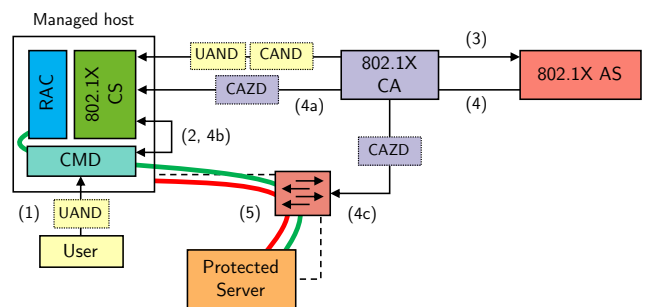 Managed host
RAC
802.1X
CS
UAND
CAND
CAZD
(4a)
802.1X
CA
(3)
(4)
802.1X AS
(2, 4b)
CMD
CAZD
(1)
UAND
User
(5)
(4c)
Protected
Server